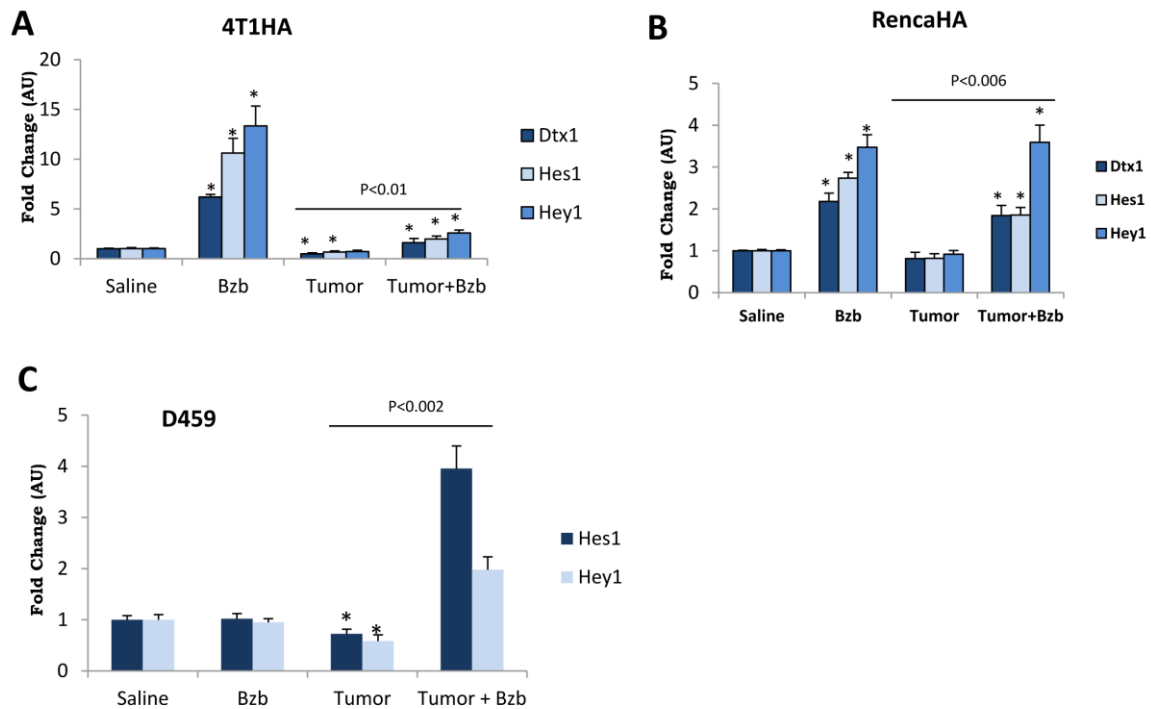 A
4T1HA
Fold Change (AU)
20
15
10
5
0
*
*
*
*
*
P<0.01
*
*
*
Saline
Bzb
Tumor
Tumor+Bzb
Dtx1
Hes1
Hey1
B
RencaHA
Fold Change (AU)
5
4
3
2
1
0
*
*
*
P<0.006
*
*
*
Saline
Bzb
Tumor
Tumor+Bzb
Dtx1
Hes1
Hey1
C
D459
Fold Change (AU)
5
4
3
2
1
0
P<0.002
*
*
Saline
Bzb
Tumor
Tumor + Bzb
Hes1
Hey1